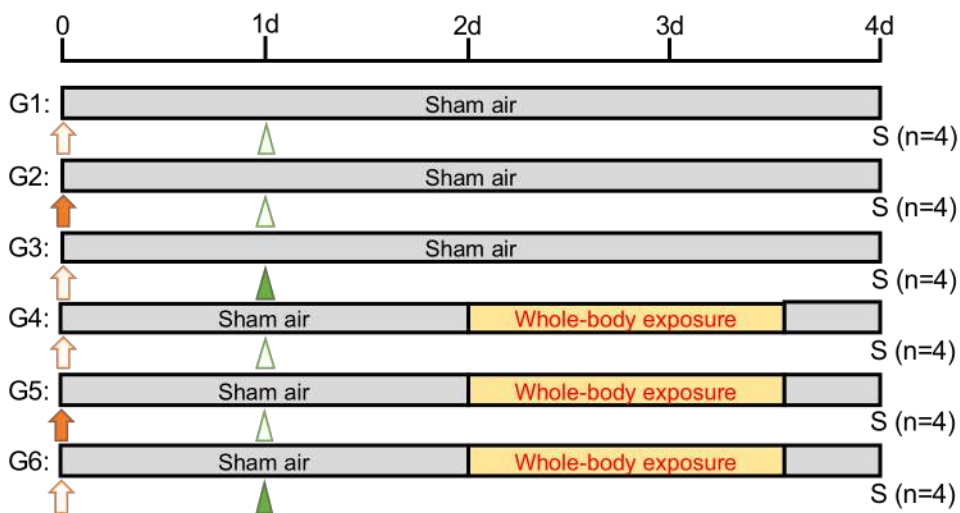 0 1d 2d 3d 4d
G1: Sham air
S (n=4)
G2: Sham air
S (n=4)
G3: Sham air
S (n=4)
G4: Sham air Whole-body exposure
S (n=4)
G5: Sham air Whole-body exposure
S (n=4)
G6: Sham air Whole-body exposure
S (n=4)